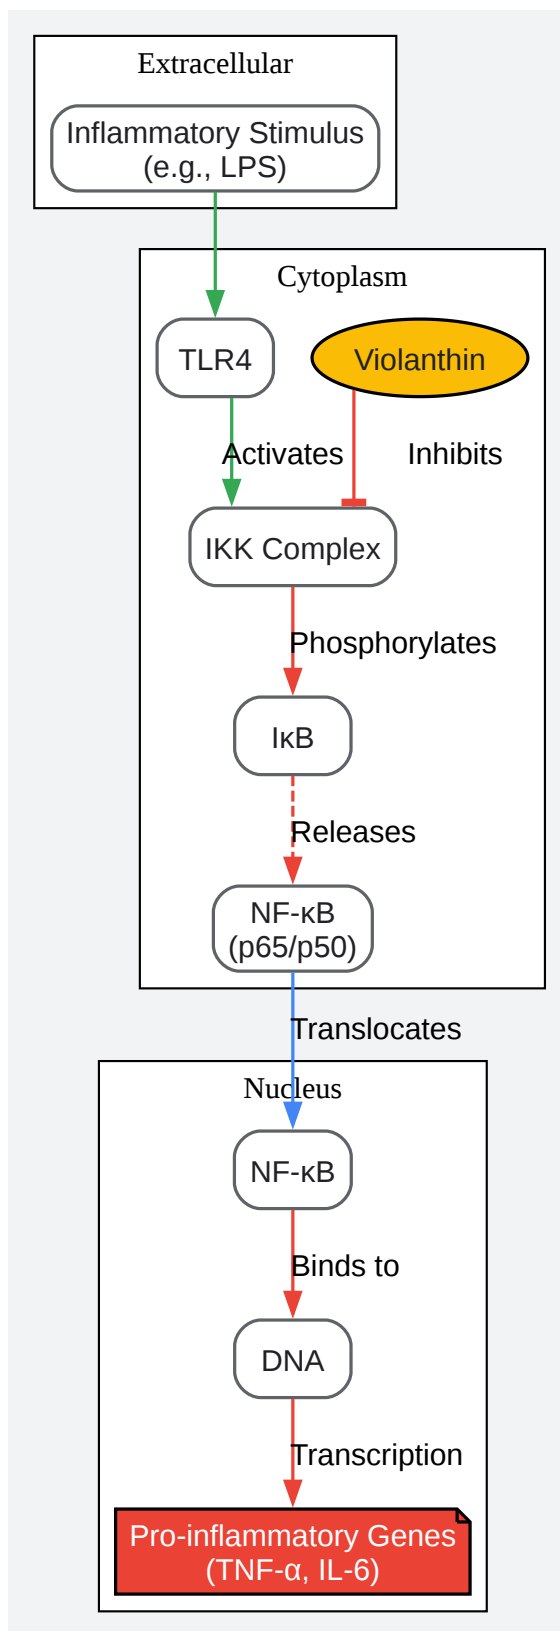 Extracellular
Inflammatory Stimulus
(e.g., LPS)
Cytoplasm
TLR4
Violanthin
Activates
Inhibits
IKK Complex
Phosphorylates
IκB
Releases
NF-κB
(p65/p50)
Translocates
Nucleus
NF-κB
Binds to
DNA
Transcription
Pro-inflammatory Genes
(TNF-α, IL-6)